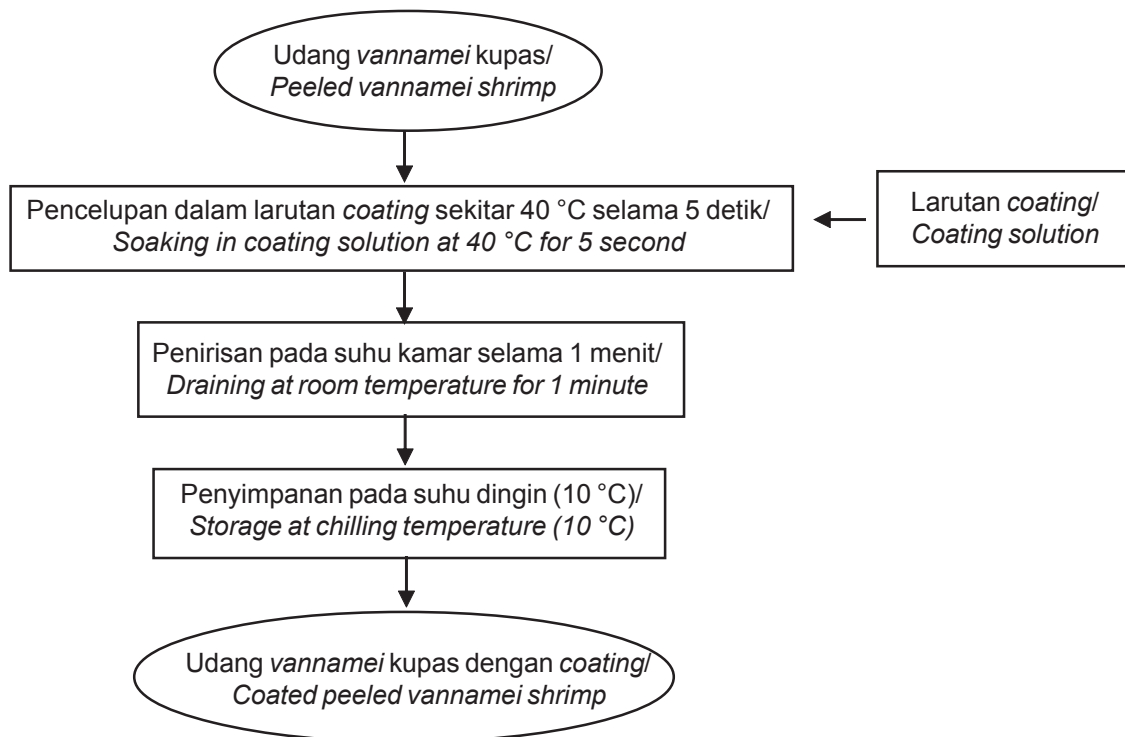 Udang vannamei kupas/
Peeled vannamei shrimp
Pencelupan dalam larutan coating sekitar 40 °C selama 5 detik/
Soaking in coating solution at 40 °C for 5 second
Larutan coating/
Coating solution
Penirisan pada suhu kamar selama 1 menit/
Draining at room temperature for 1 minute
Penyimpanan pada suhu dingin (10 °C)/
Storage at chilling temperature (10 °C)
Udang vannamei kupas dengan coating/
Coated peeled vannamei shrimp